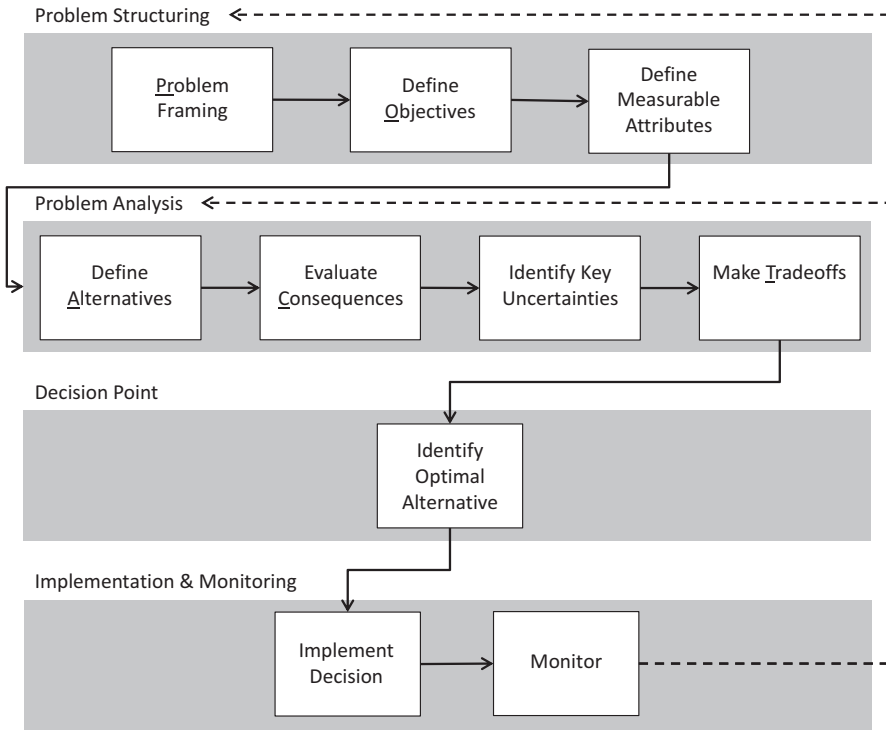 Problem Structuring
Problem
Framing
Define
Objectives
Define
Measurable
Attributes
Problem Analysis
Define
Alternatives
Evaluate
Consequences
Identify Key
Uncertainties
Make Tradeoffs
Decision Point
Identify
Optimal
Alternative
Implementation & Monitoring
Implement
Decision
Monitor